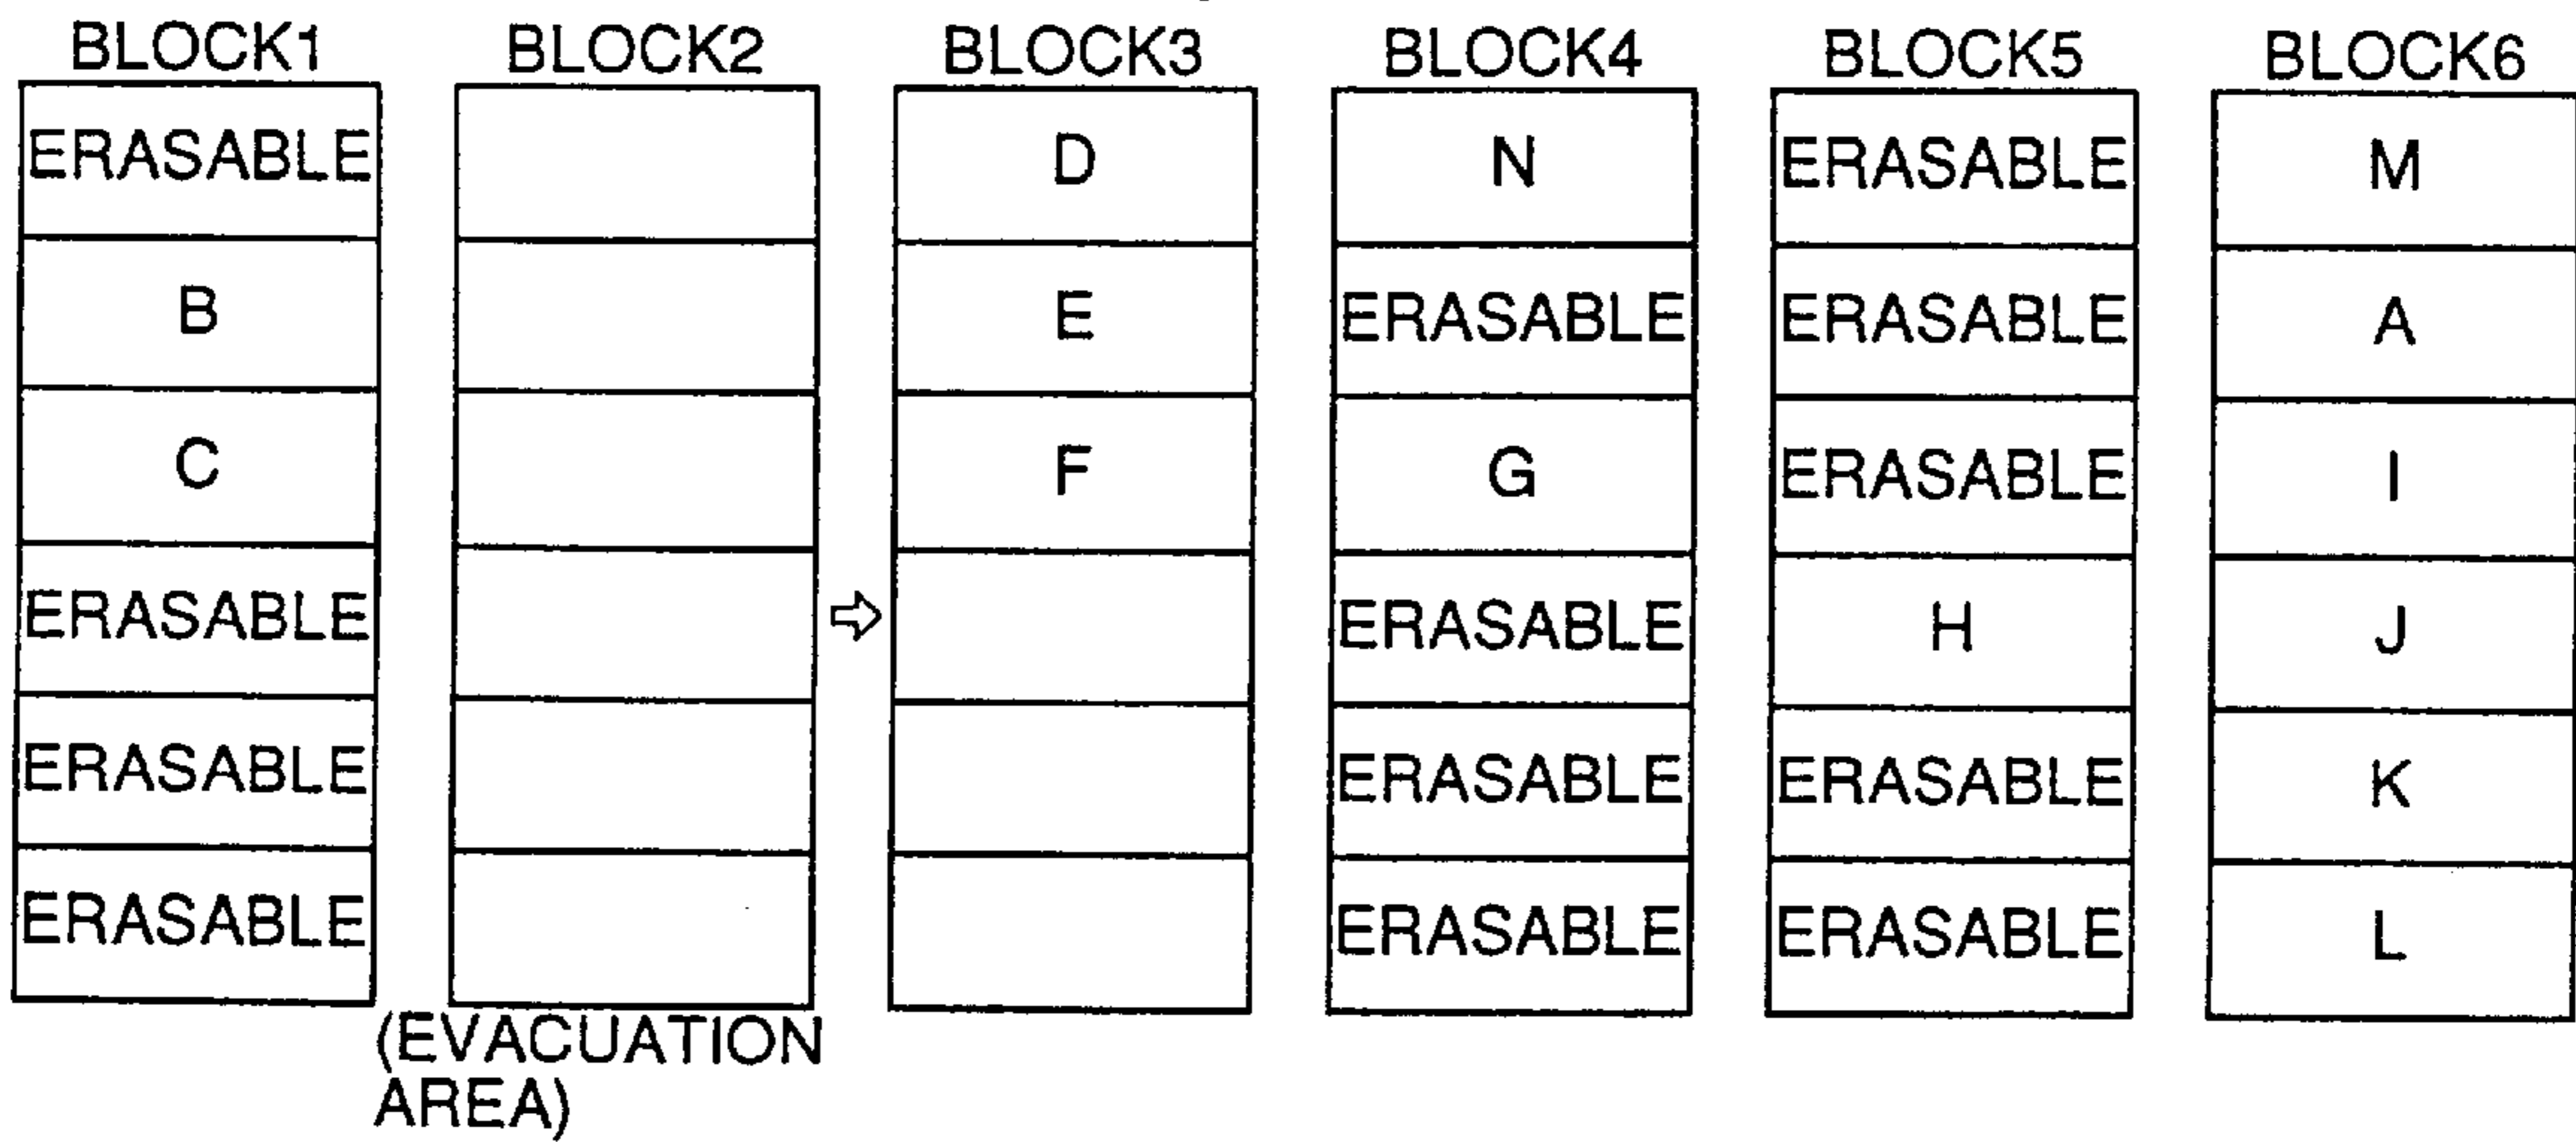 BLOCK1 BLOCK2 BLOCK3 BLOCK4 BLOCK5 BLOCK6
ERASABLE D N ERASABLE M
B E ERASABLE ERASABLE A
C F G ERASABLE I
ERASABLE ERASABLE H J
ERASABLE ERASABLE ERASABLE K
ERASABLE ERASABLE ERASABLE L
(EVACUATION
AREA)